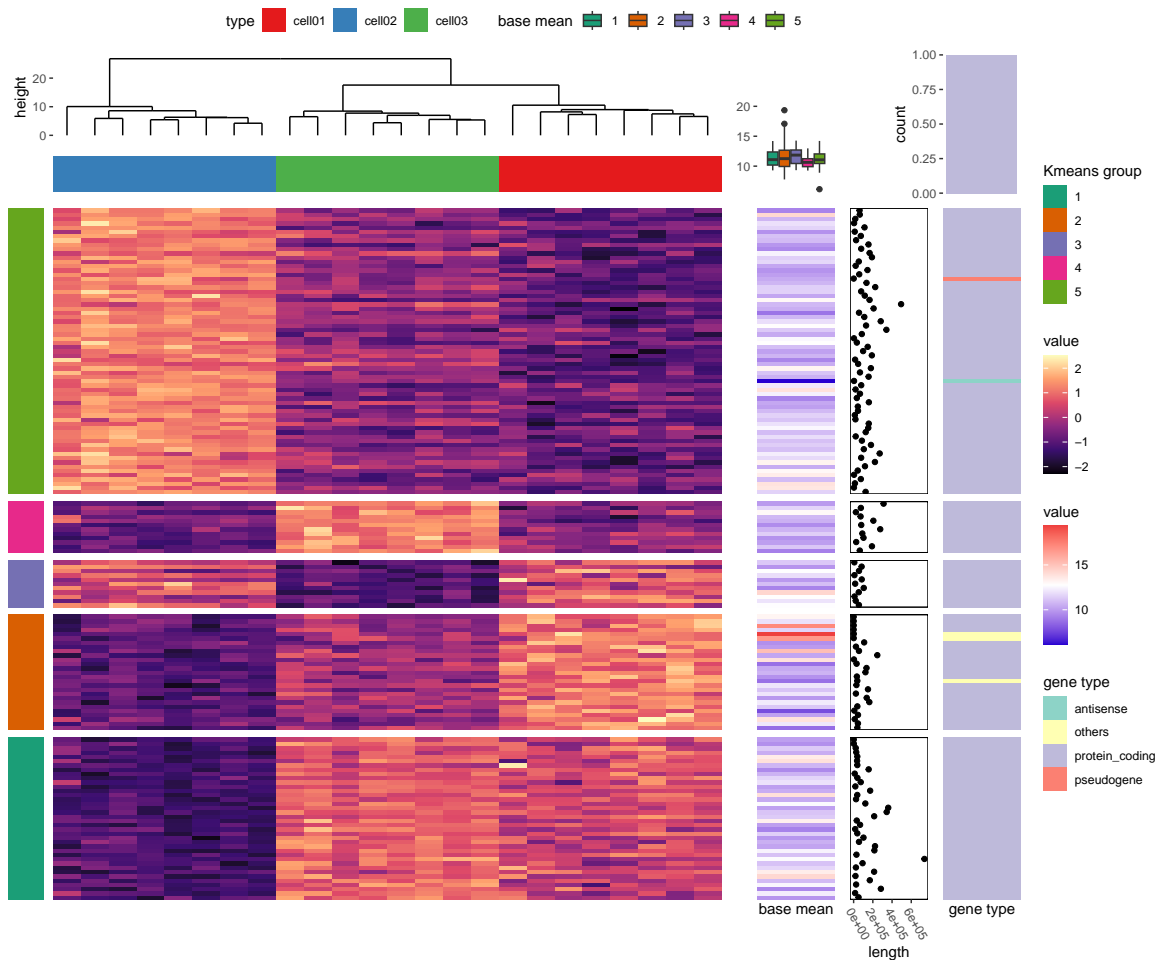 type cell01 cell02 cell03 base mean 1 2 3 4 5
height
20
10
0
20
15
10
count
1.00
0.75
0.50
0.25
0.00
Kmeans group
1
2
3
4
5
value
2
1
0
−1
−2
value
15
10
gene type
antisense
others
protein_coding
pseudogene
base mean
0e+00 2e+05 4e+05 6e+05
length
gene type